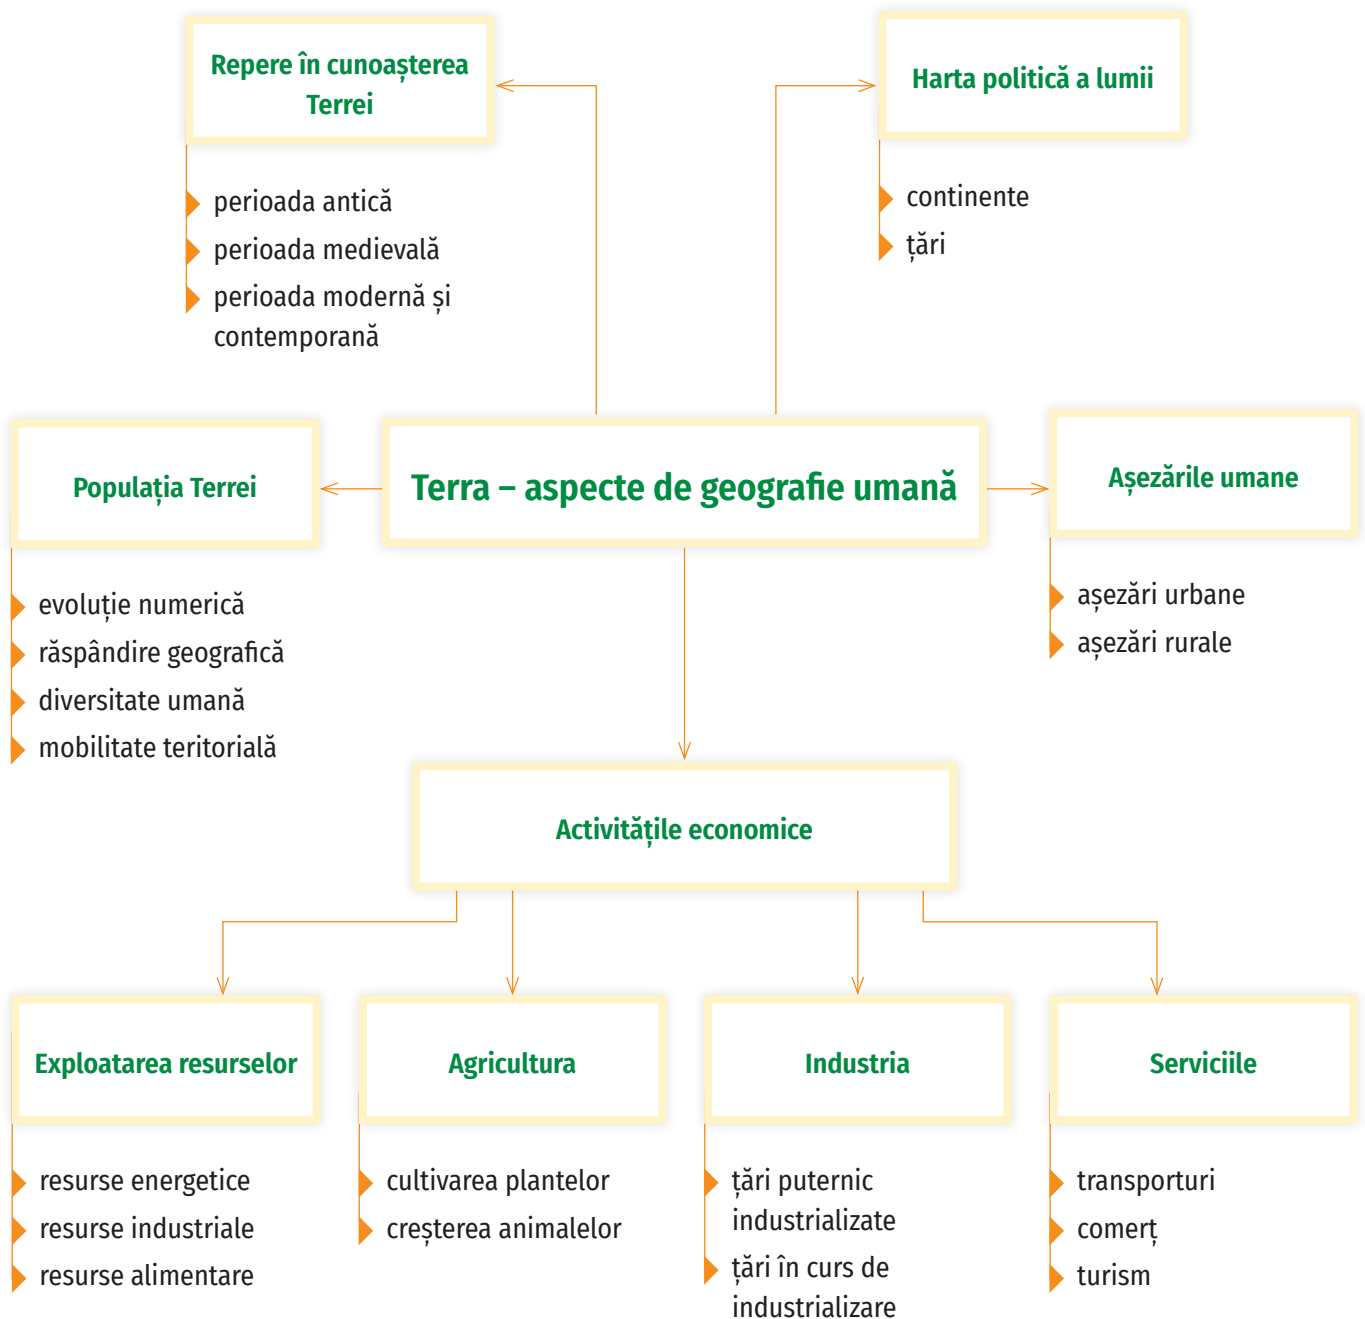 Repere în cunoașterea
Terrei
perioada antică
perioada medievală
perioada modernă și
contemporană
Harta politică a lumii
continente
țări
Populația Terrei
evoluție numerică
răspândire geografică
diversitate umană
mobilitate teritorială
Terra – aspecte de geografie umană
Așezările umane
așezări urbane
așezări rurale
Activitățile economice
Exploatarea resurselor
resurse energetice
resurse industriale
resurse alimentare
Agricultura
cultivarea plantelor
creșterea animalelor
Industria
țări puternic
industrializate
țări în curs de
industrializare
Serviciile
transporturi
comerț
turism